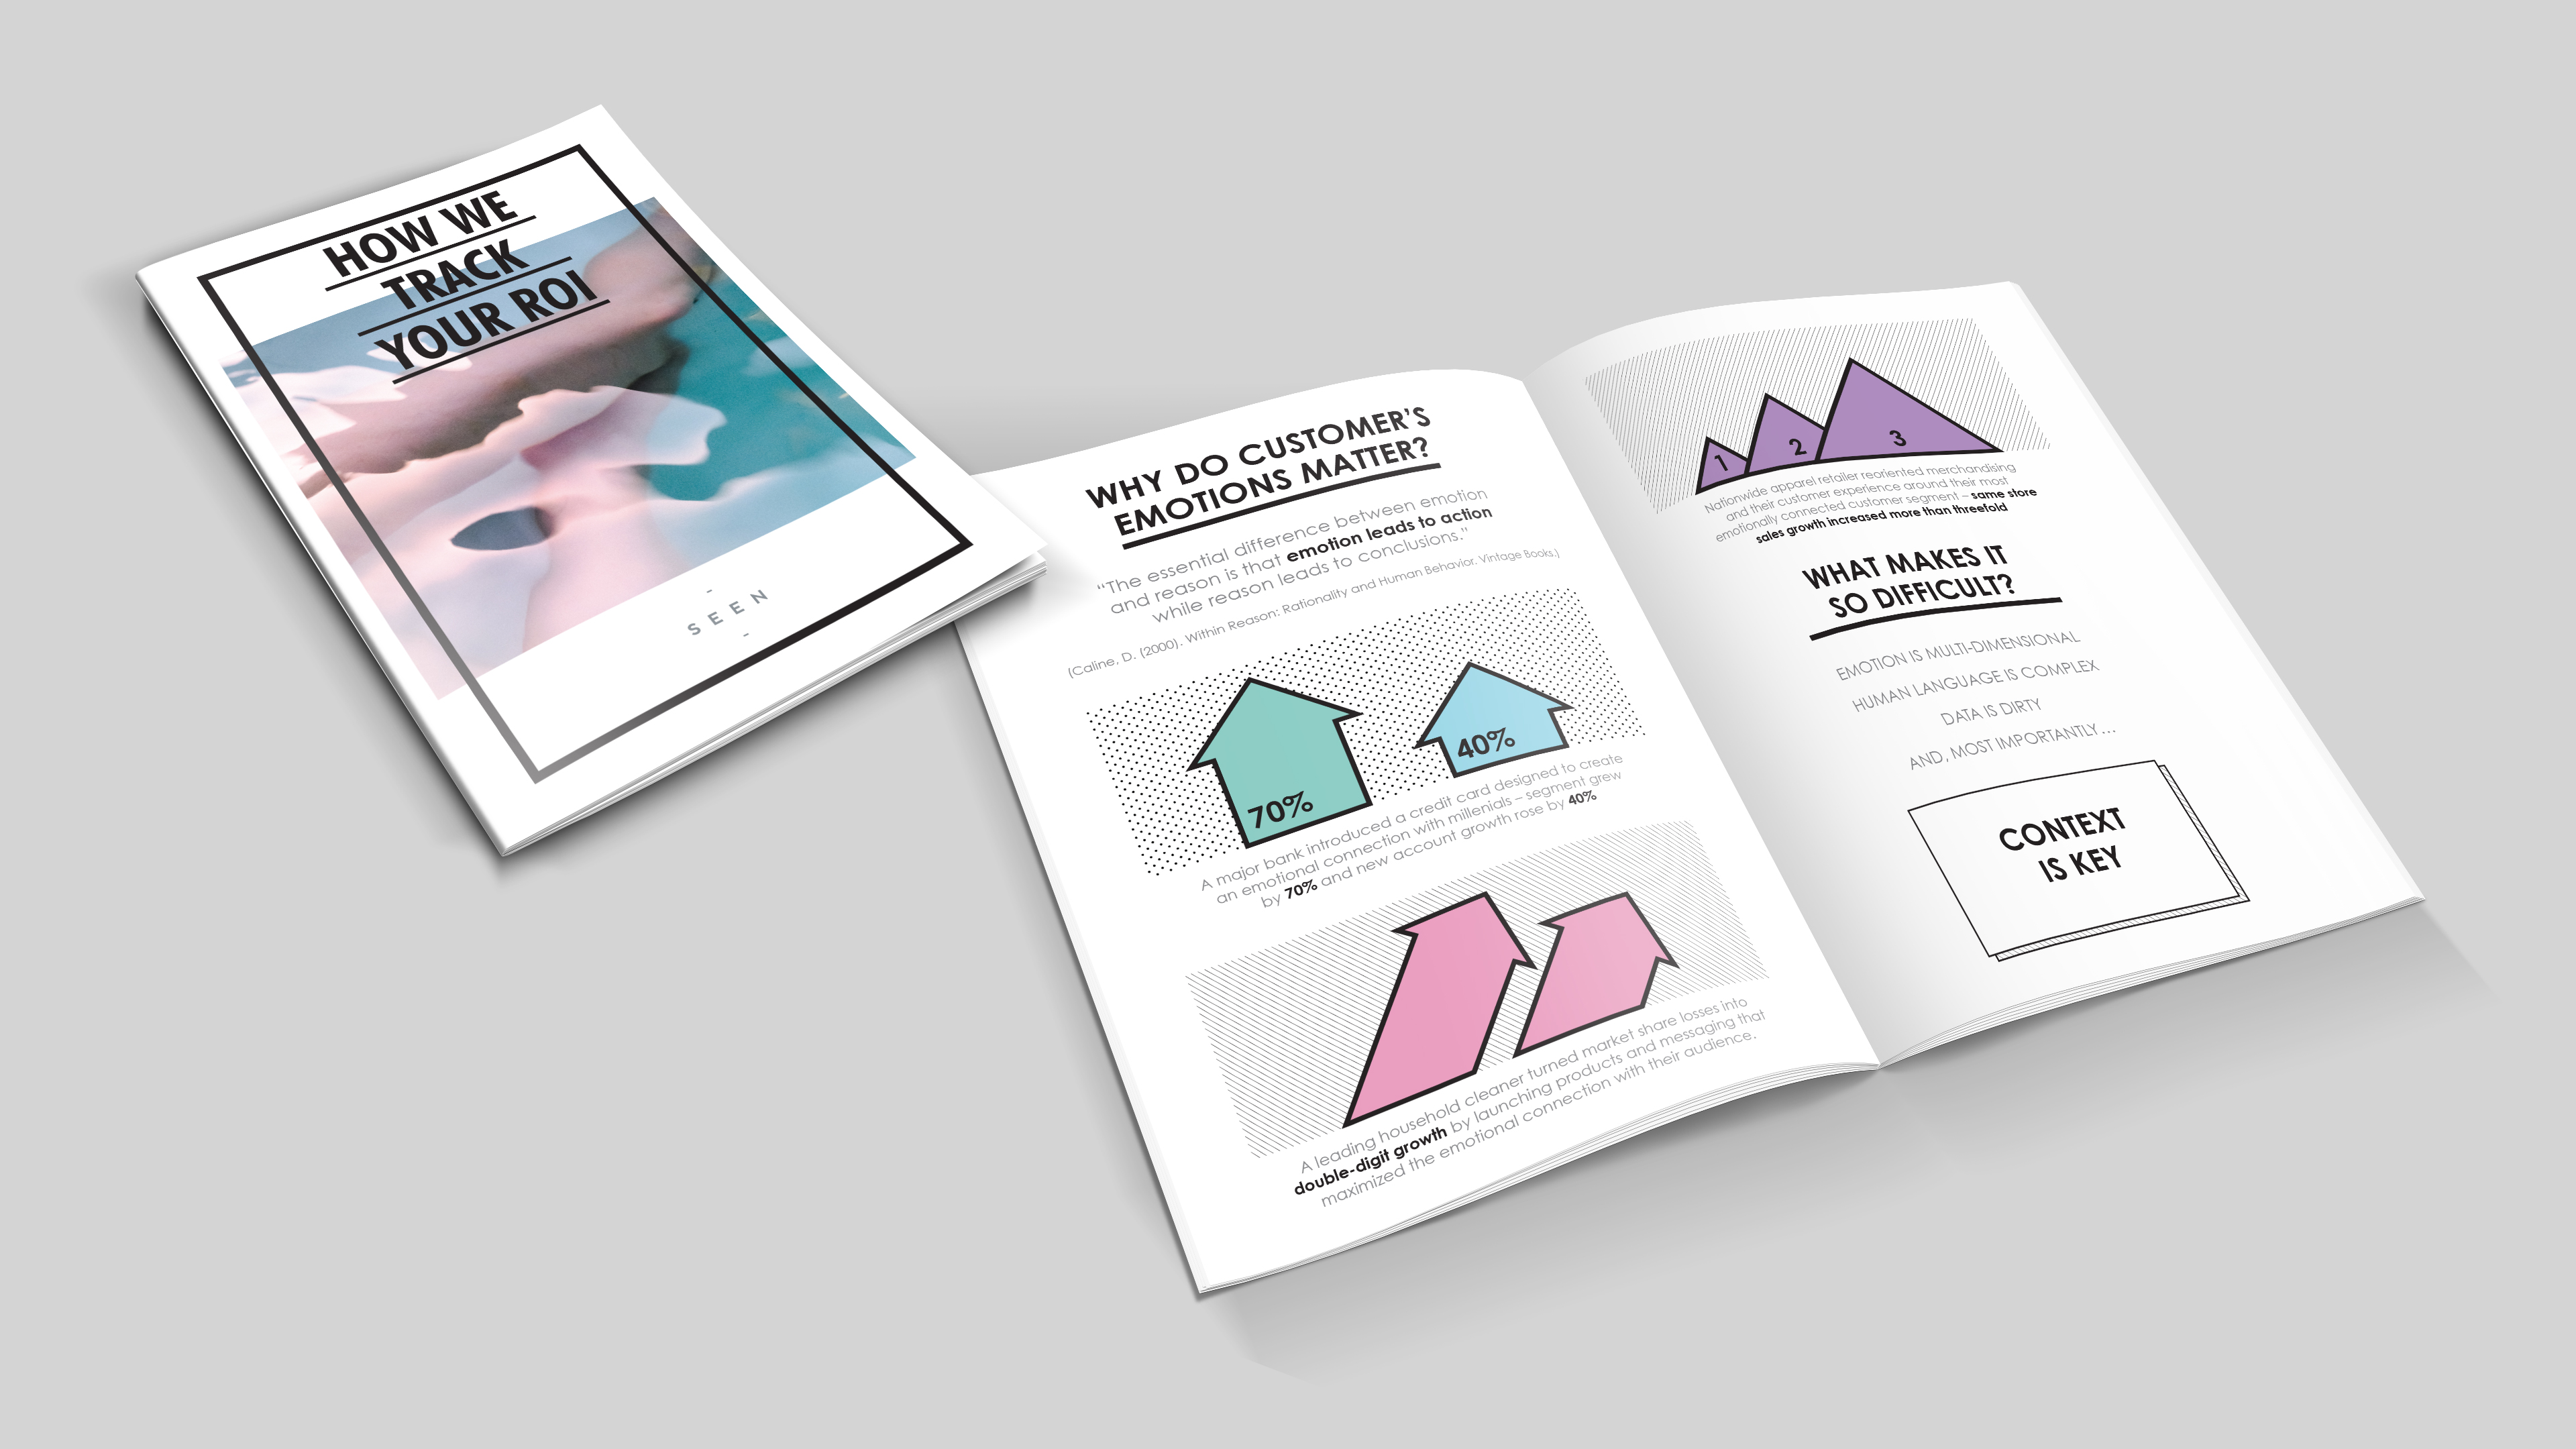 HOW WE
TRACK
YOUR ROI
-
SEEN
-
WHY DO CUSTOMER'S
EMOTIONS MATTER?
“The essential difference between emotion
and reason is that emotion leads to action
while reason leads to conclusions.”
(Caline, D. (2000). Within Reason: Rationality and Human Behavior. Vintage Books.)
70%
40%
A major bank introduced a credit card designed to create
an emotional connection with millenials – segment grew
by 70% and new account growth rose by 40%
A leading household cleaner turned market share losses into
double-digit growth by launching products and messaging that
maximized the emotional connection with their audience.
1
2
3
Nationwide apparel retailer reoriented merchandising
and their customer experience around their most
emotionally connected customer segment – same store
sales growth increased more than threefold
WHAT MAKES IT
SO DIFFICULT?
EMOTION IS MULTI-DIMENSIONAL
HUMAN LANGUAGE IS COMPLEX
DATA IS DIRTY
AND, MOST IMPORTANTLY...
CONTEXT
IS KEY